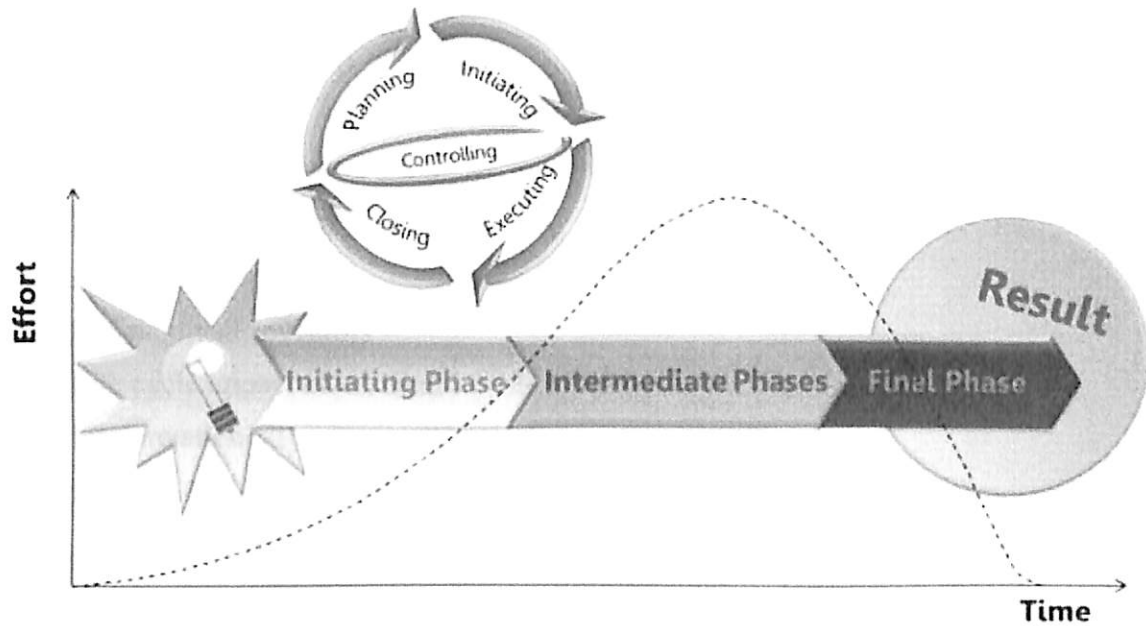 Planning
Initiating
Controlling
Closing
Executing
Effort
Result
Initiating Phase
Intermediate Phases
Final Phase
Time